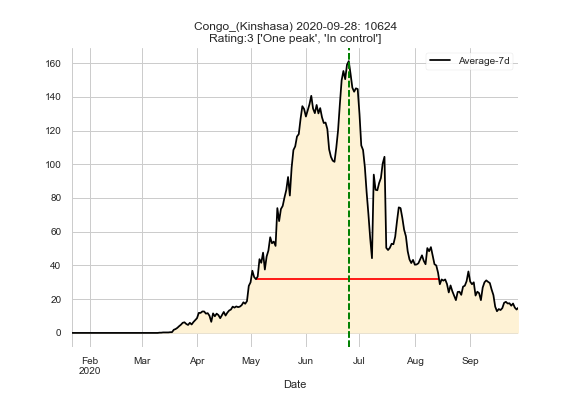 Congo_(Kinshasa) 2020-09-28: 10624
Rating:3 ['One peak', 'In control']
Average-7d
160
140
120
100
80
60
40
20
0
Feb Mar Apr May Jun Jul Aug Sep
2020
Date